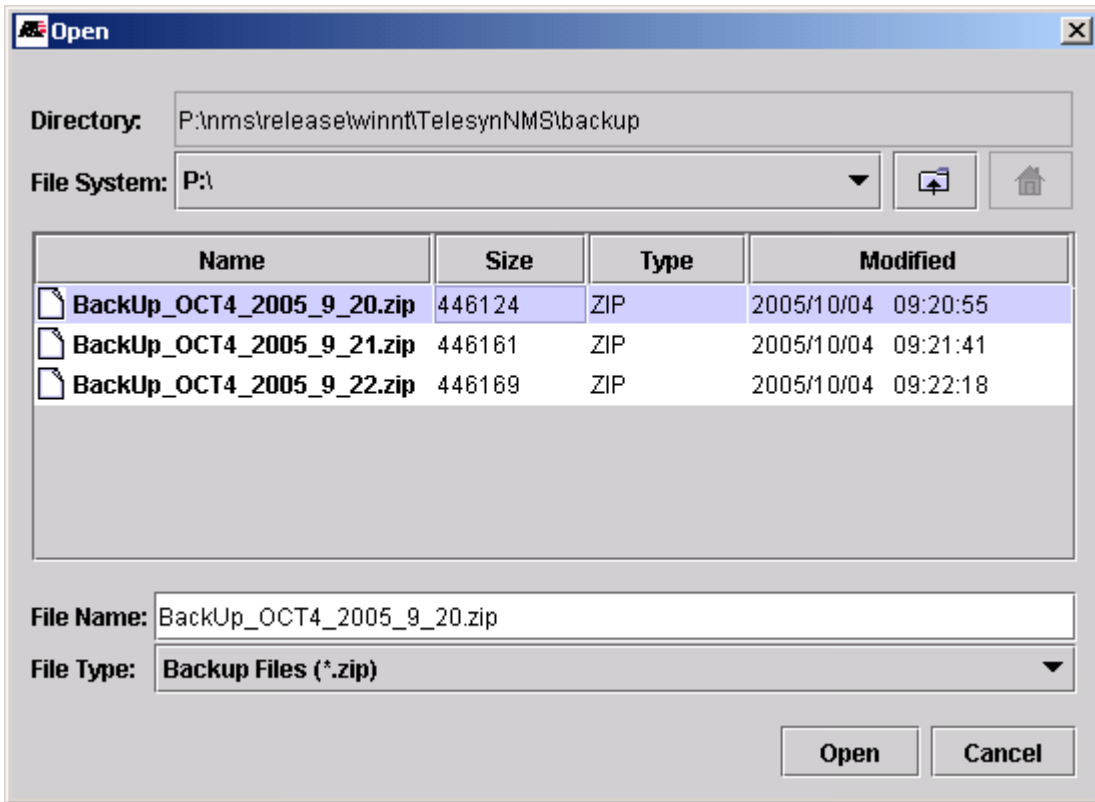 Open
Directory: P:\nms\release\winnt\TelesynNMS\backup
File System: P:\
Name Size Type Modified
BackUp_OCT4_2005_9_20.zip 446124 ZIP 2005/10/04 09:20:55
BackUp_OCT4_2005_9_21.zip 446161 ZIP 2005/10/04 09:21:41
BackUp_OCT4_2005_9_22.zip 446169 ZIP 2005/10/04 09:22:18
File Name: BackUp_OCT4_2005_9_20.zip
File Type: Backup Files (*.zip)
Open Cancel